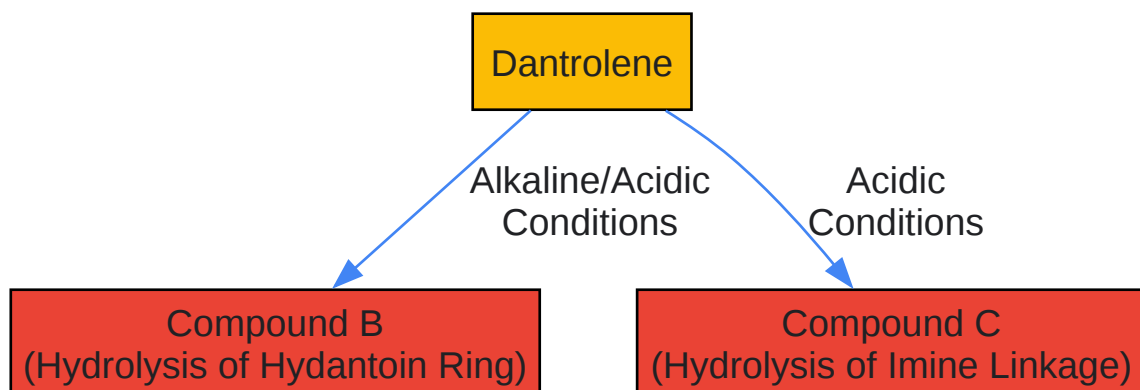 Dantrolene
Alkaline/Acidic
Conditions
Acidic
Conditions
Compound B
(Hydrolysis of Hydantoin Ring)
Compound C
(Hydrolysis of Imine Linkage)